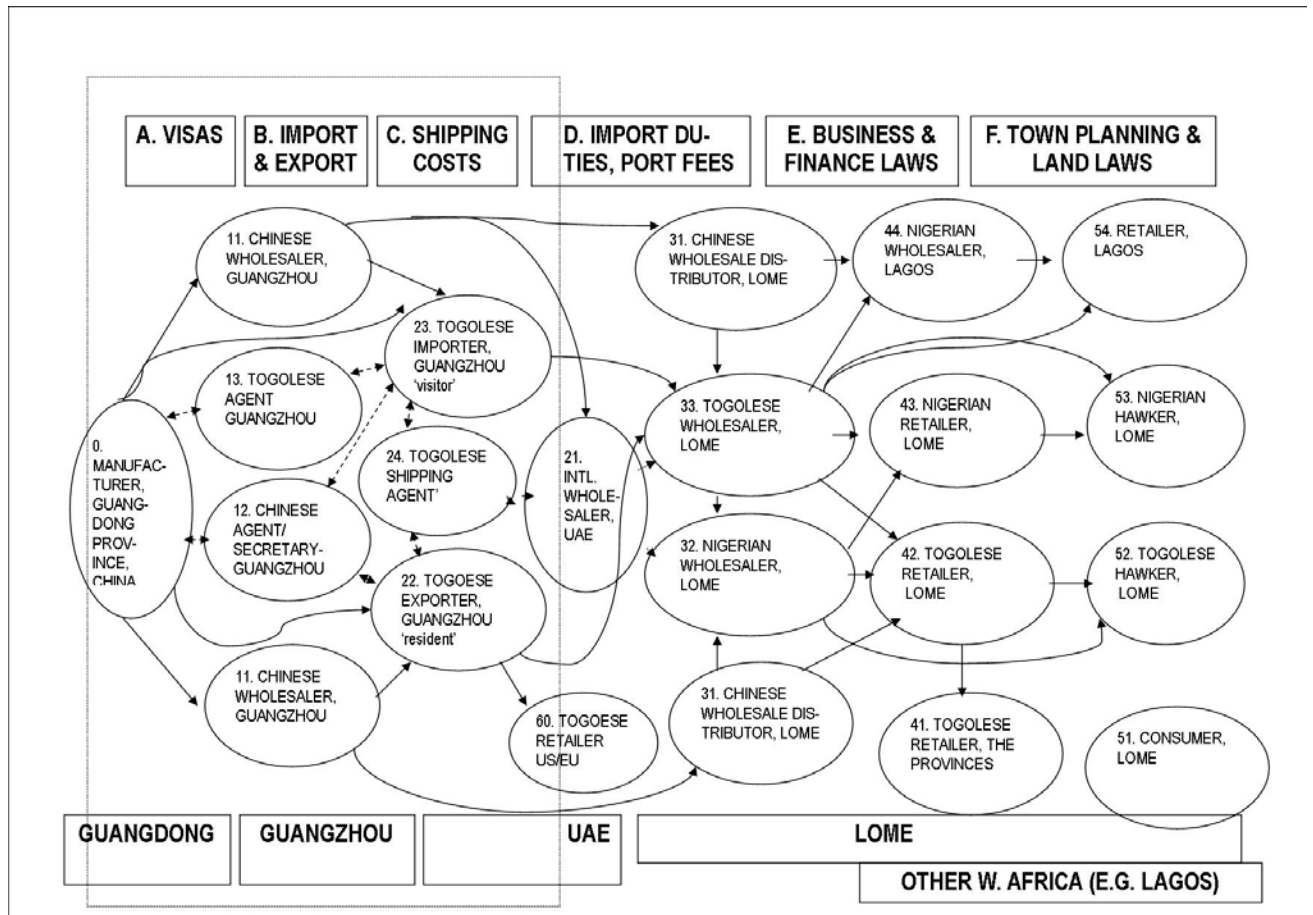 A. VISAS
B. IMPORT
& EXPORT
C. SHIPPING
COSTS
D. IMPORT DU-
TIES, PORT FEES
E. BUSINESS &
FINANCE LAWS
F. TOWN PLANNING &
LAND LAWS
11. CHINESE
WHOLESALER,
GUANGZHOU
31. CHINESE
WHOLESALE DIS-
TRIBUTOR, LOME
44. NIGERIAN
WHOLESALER,
LAGOS
54. RETAILER,
LAGOS
23. TOGOLESE
IMPORTER,
GUANGZHOU
'visitor'
13. TOGOLESE
AGENT
GUANGZHOU
33. TOGOLESE
WHOLESALER,
LOME
43. NIGERIAN
RETAILER,
LOME
53. NIGERIAN
HAWKER,
LOME
0.
MANUFAC-
TURER,
GUANG-
DONG
PROV-
INCE,
CHINA
24. TOGOLESE
SHIPPING
AGENT'
21.
INTL.
WHOLE-
SALER,
UAE
12. CHINESE
AGENT/
SECRETARY-
GUANGZHOU
32. NIGERIAN
WHOLESALER,
LOME
42. TOGOLESE
RETAILER,
LOME
52. TOGOLESE
HAWKER,
LOME
22. TOGOESE
EXPORTER,
GUANGZHOU
'resident'
11. CHINESE
WHOLESALER,
GUANGZHOU
60. TOGOESE
RETAILER
US/EU
31. CHINESE
WHOLESALE DIS-
TRIBUTOR, LOME
41. TOGOLESE
RETAILER, THE
PROVINCES
51. CONSUMER,
LOME
GUANGDONG
GUANGZHOU
UAE
LOME
OTHER W. AFRICA (E.G. LAGOS)